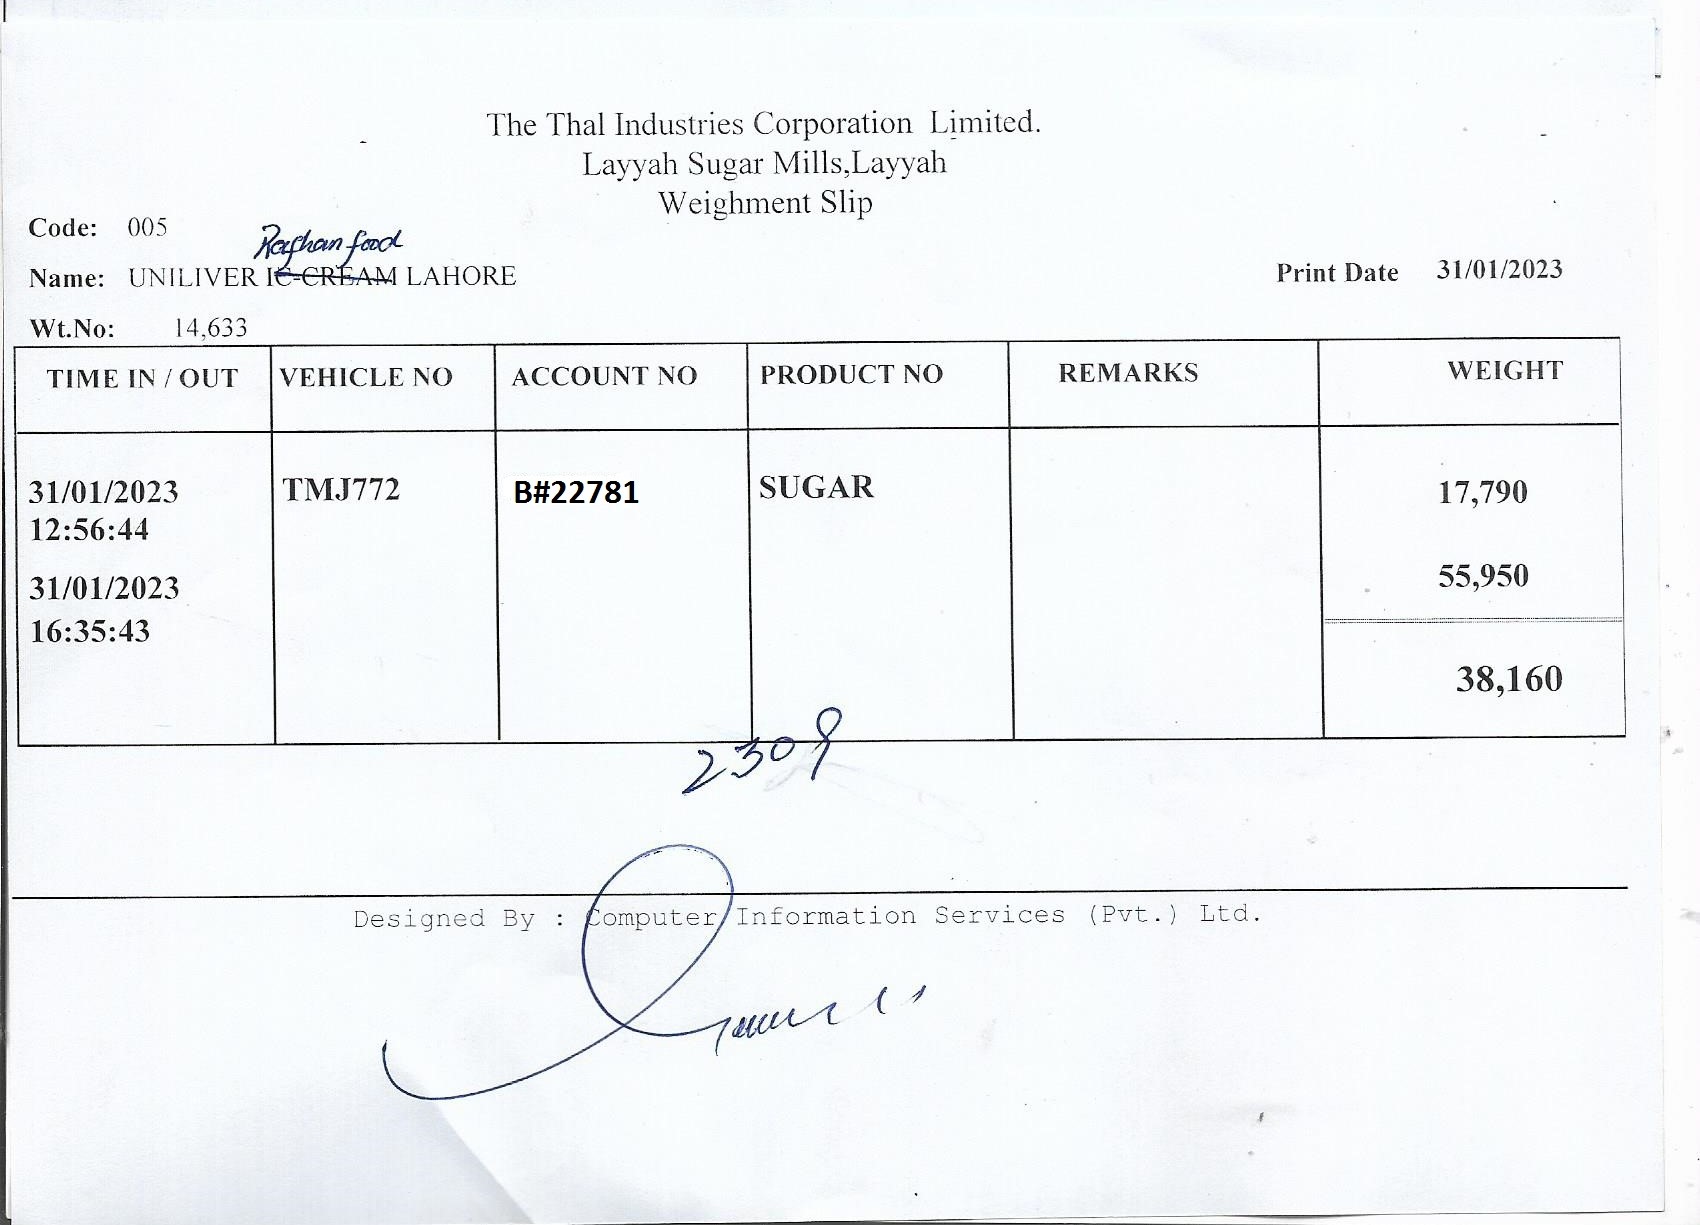 The Thal Industries Corporation Limited.
Layyah Sugar Mills,Layyah
Weighment Slip
Code: 005
Rafhan food
Name: UNILIVER IC-CREAM LAHORE
Print Date 31/01/2023
Wt.No: 14,633
TIME IN / OUT VEHICLE NO ACCOUNT NO PRODUCT NO REMARKS WEIGHT
31/01/2023 TMJ772 B#22781 SUGAR 17,790
12:56:44
31/01/2023 55,950
16:35:43
38,160
2309
Designed By : Computer Information Services (Pvt.) Ltd.